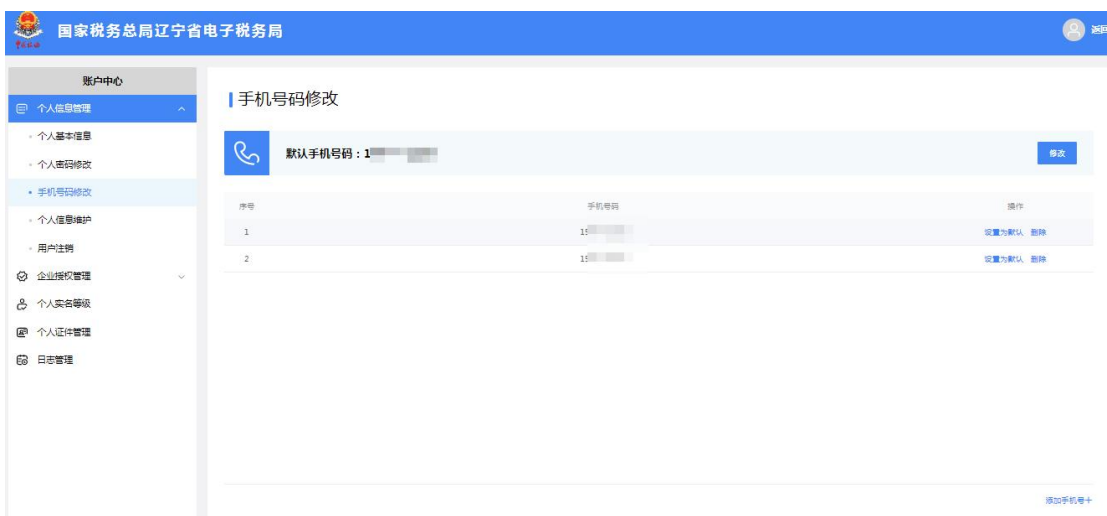 国家税务总局辽宁省电子税务局
返回
账户中心
个人信息管理
个人基本信息
个人密码修改
手机号码修改
个人信息维护
用户注销
企业授权管理
个人实名等级
个人证件管理
日志管理
手机号码修改
默认手机号码：1
修改
序号 手机号码 操作
1 15 设置为默认 删除
2 15 设置为默认 删除
添加手机号+